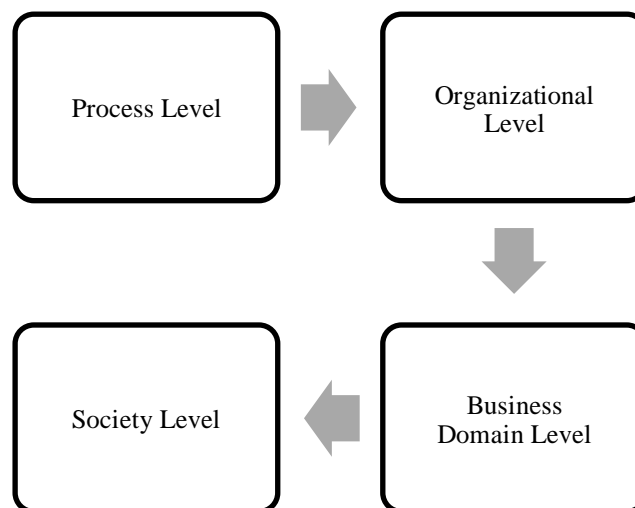 Process Level
Organizational
Level
Business
Domain Level
Society Level